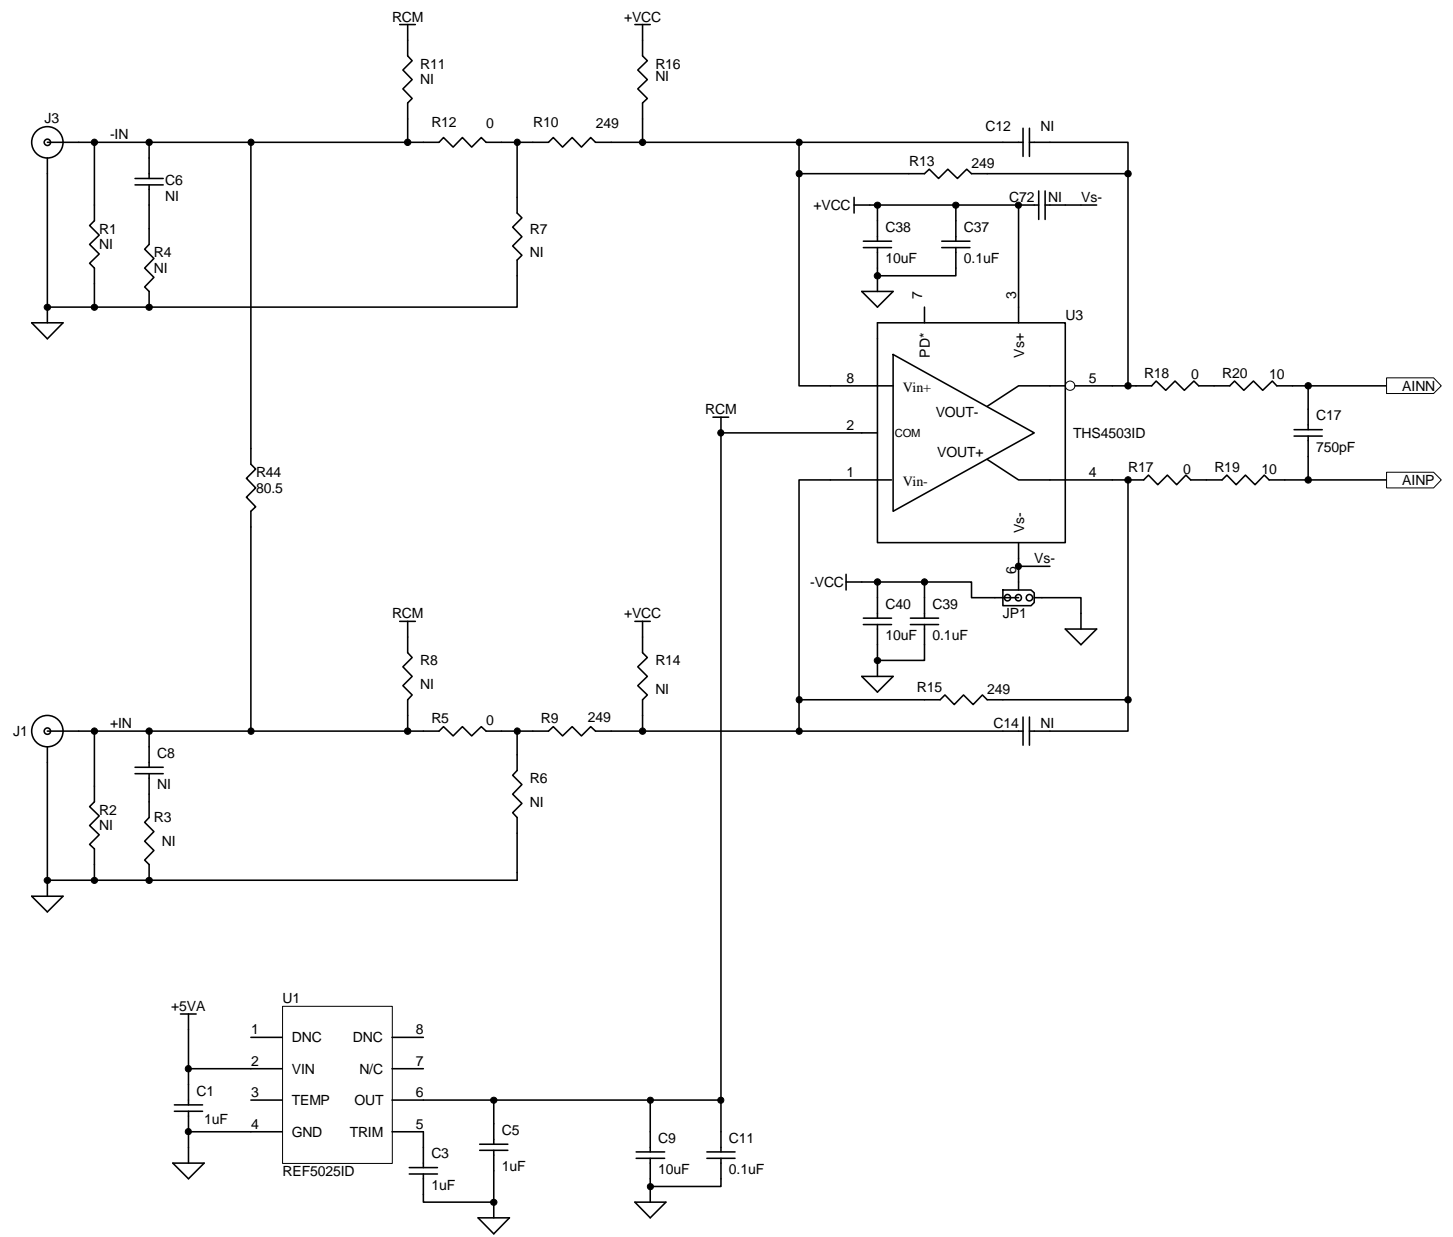 RCM
+VCC
R11
NI
R16
NI
J3
-IN
R12 0
R10 249
C12 NI
R13 249
C6
NI
R1
NI
R4
NI
R7
NI
+VCC
C72 NI Vs-
C38
10uF
C37
0.1uF
7
3
U3
PD*
Vs+
8
Vin+
VOUT-
5
R18 0
R20 10
AINN
RCM
2
COM
THS4503ID
C17
750pF
VOUT+
1
Vin-
4
R17 0
R19 10
AINP
Vs-
6
Vs-
R44
80.5
-VCC
C40
10uF
C39
0.1uF
JP1
RCM
+VCC
R8
NI
R14
NI
R15 249
J1
+IN
R5 0
R9 249
C14 NI
C8
NI
R2
NI
R3
NI
R6
NI
+5VA
U1
1 DNC DNC 8
2 VIN N/C 7
3 TEMP OUT 6
4 GND TRIM 5
REF5025ID
C1
1uF
C3
1uF
C5
1uF
C9
10uF
C11
0.1uF